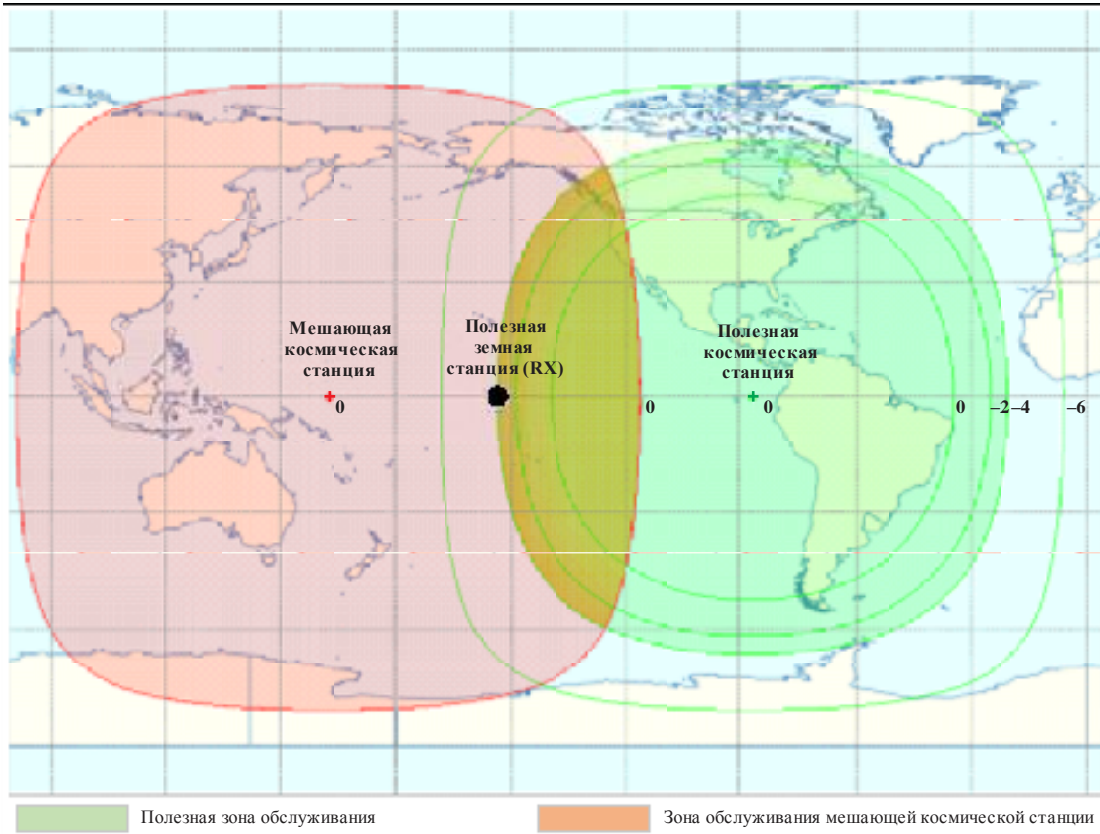 Мешающая
космическая
станция
Полезная
земная
станция (RX)
Полезная
космическая
станция
0
0
0
0
–2
–4
–6
Полезная зона обслуживания
Зона обслуживания мешающей космической станции